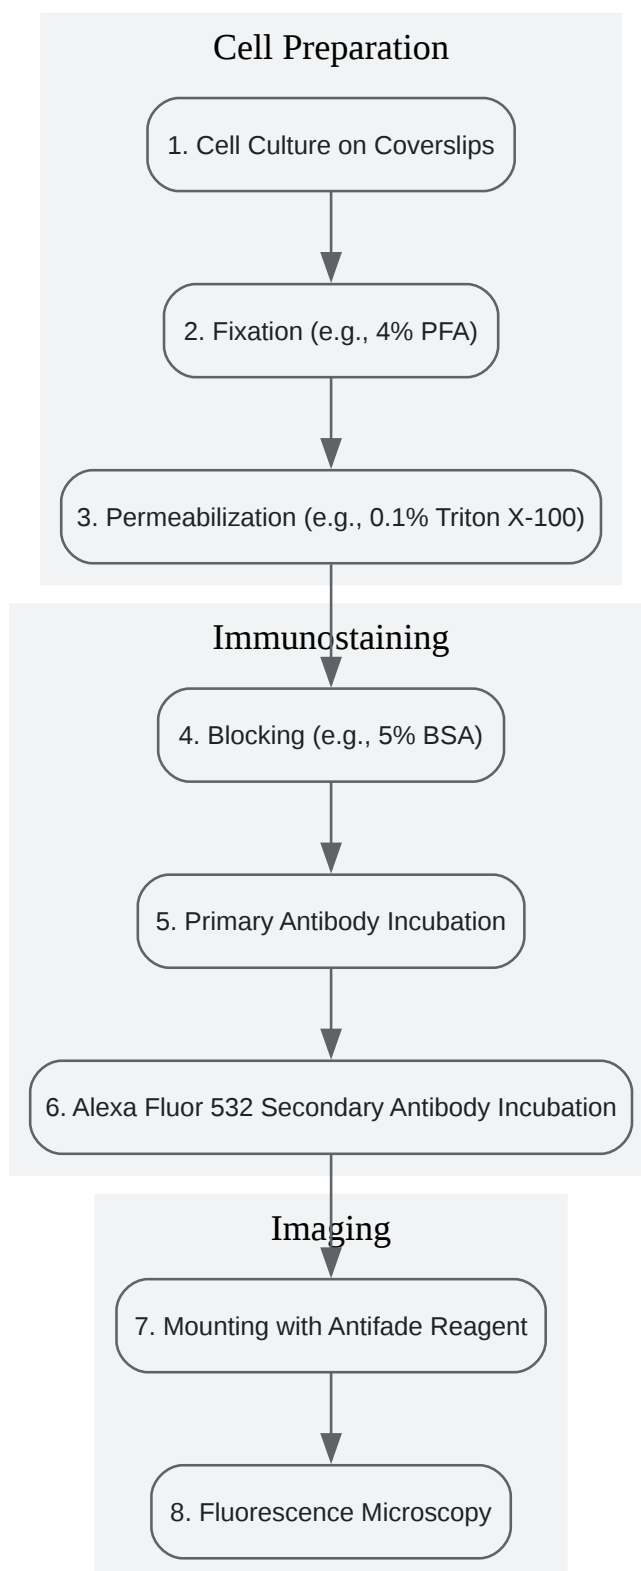 Cell Preparation
1. Cell Culture on Coverslips
2. Fixation (e.g., 4% PFA)
3. Permeabilization (e.g., 0.1% Triton X-100)
Immunostaining
4. Blocking (e.g., 5% BSA)
5. Primary Antibody Incubation
6. Alexa Fluor 532 Secondary Antibody Incubation
Imaging
7. Mounting with Antifade Reagent
8. Fluorescence Microscopy